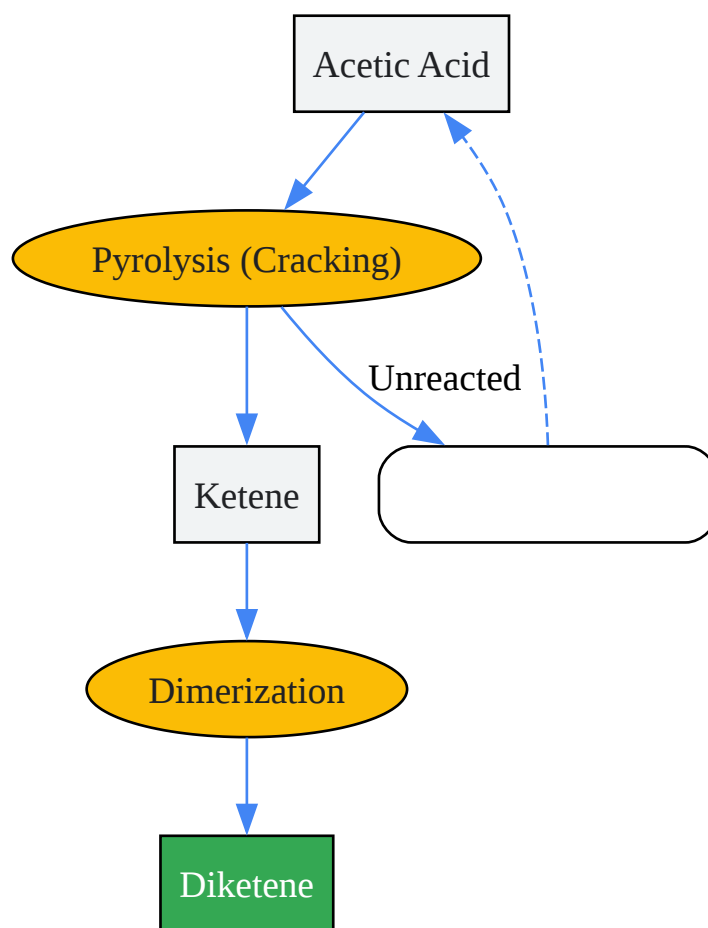 Acetic Acid
Pyrolysis (Cracking)
Unreacted
Ketene
Dimerization
Diketene